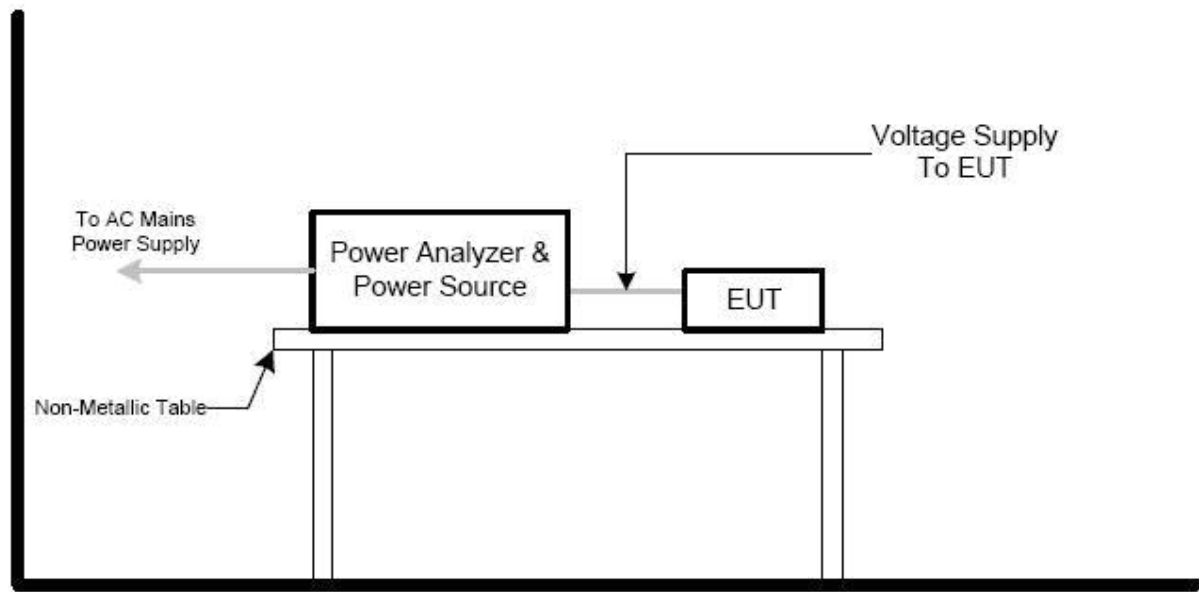 Voltage Supply
To EUT
To AC Mains
Power Supply
Power Analyzer &
Power Source
EUT
Non-Metallic Table